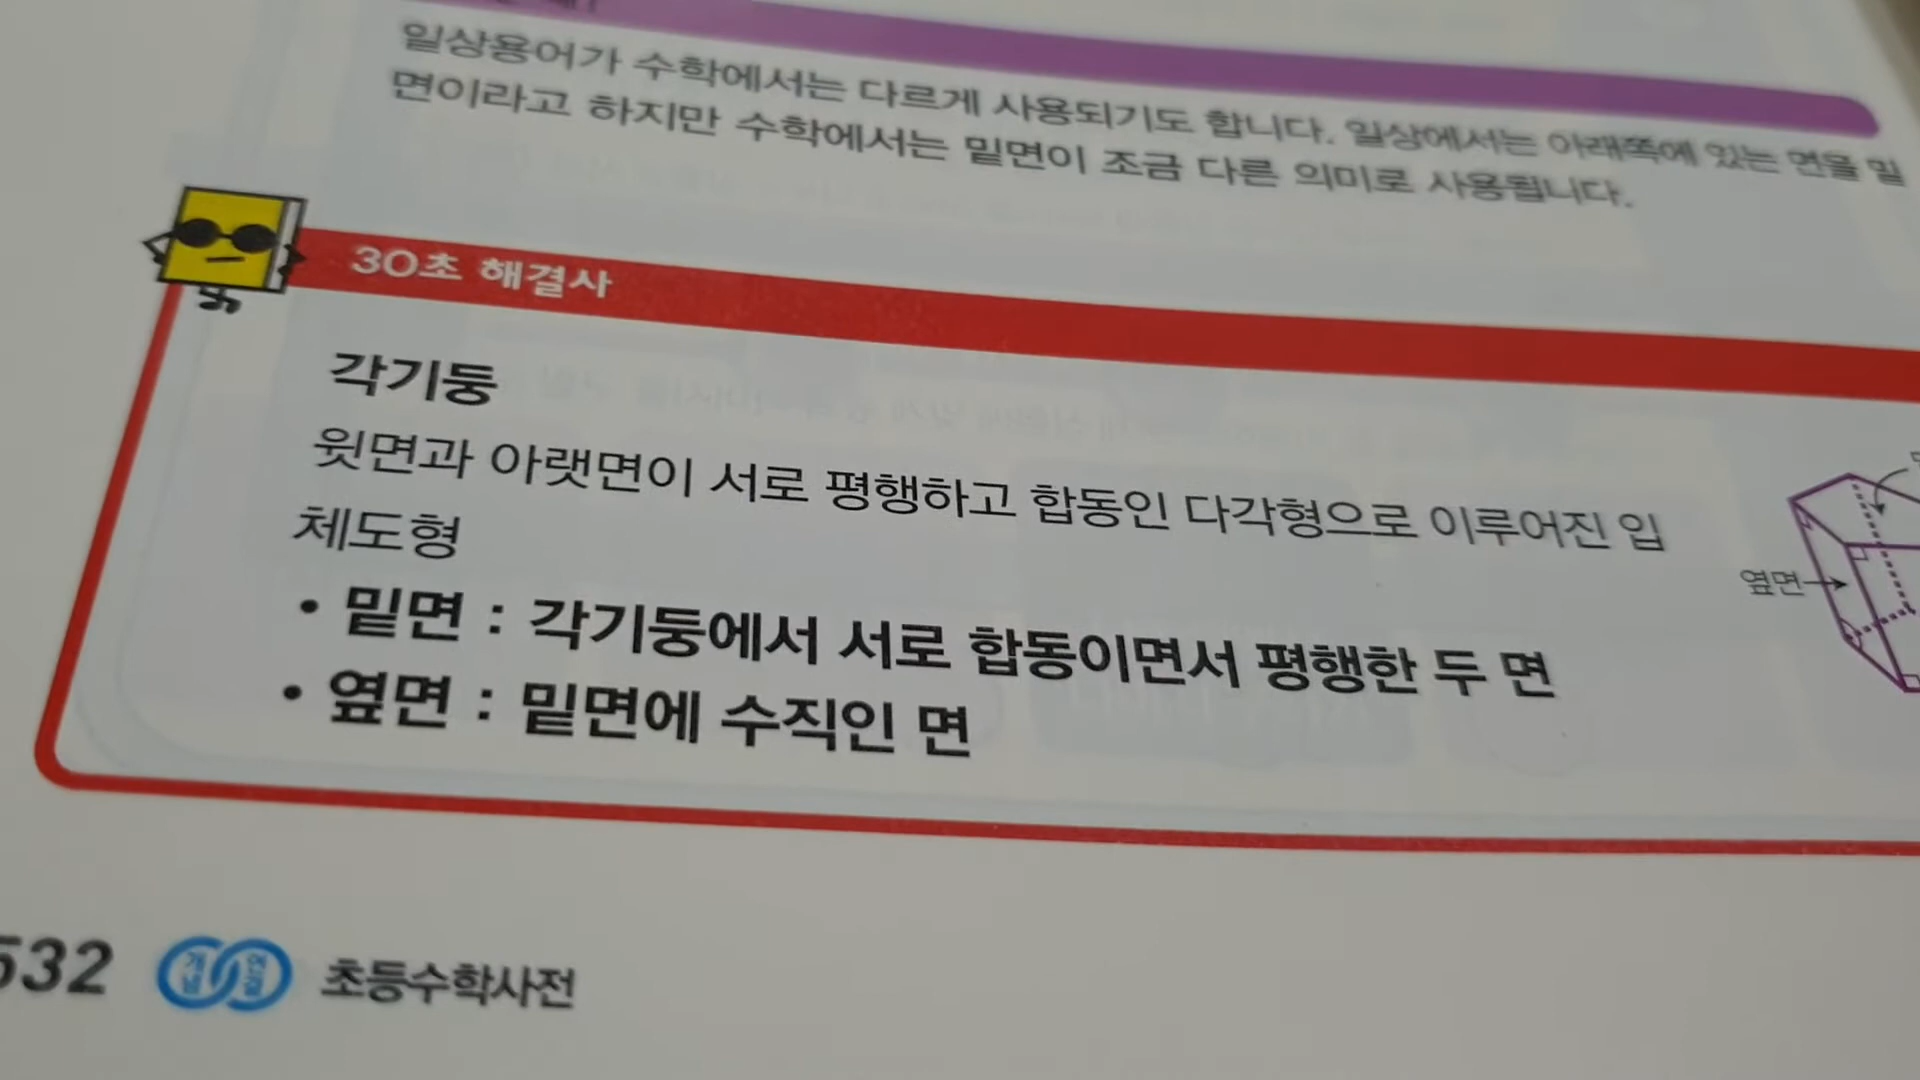 일상용어가 수학에서는 다르게 사용되기도 합니다. 일상에서는 아래쪽에 있는 면을 밑
면이라고 하지만 수학에서는 밑면이 조금 다른 의미로 사용됩니다.
30초 해결사
각기둥
윗면과 아랫면이 서로 평행하고 합동인 다각형으로 이루어진 입
체도형
• 밑면 : 각기둥에서 서로 합동이면서 평행한 두 면
• 옆면 : 밑면에 수직인 면
옆면
532 개념 연결 초등수학사전